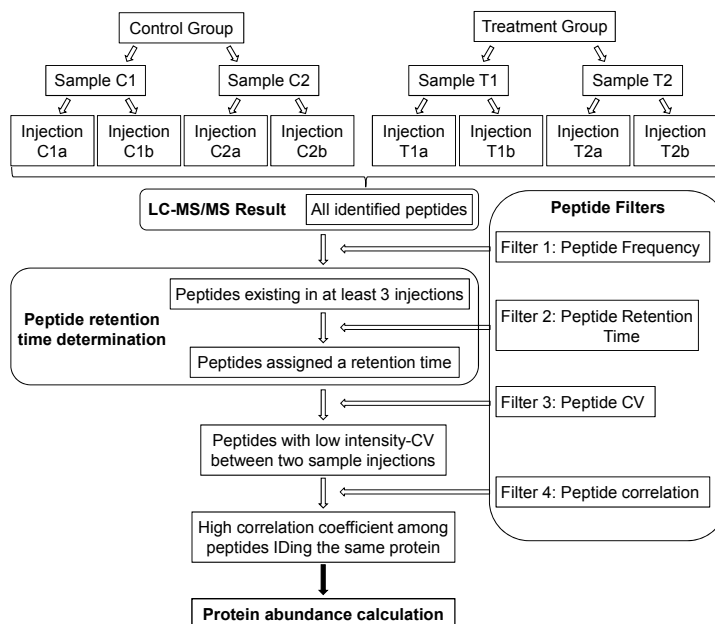 Control Group
Treatment Group
Sample C1
Sample C2
Sample T1
Sample T2
Injection
C1a
Injection
C1b
Injection
C2a
Injection
C2b
Injection
T1a
Injection
T1b
Injection
T2a
Injection
T2b
LC-MS/MS Result
All identified peptides
Peptide Filters
Filter 1: Peptide Frequency
Peptides existing in at least 3 injections
Peptide retention
time determination
Filter 2: Peptide Retention
Time
Peptides assigned a retention time
Filter 3: Peptide CV
Peptides with low intensity-CV
between two sample injections
Filter 4: Peptide correlation
High correlation coefficient among
peptides IDing the same protein
Protein abundance calculation